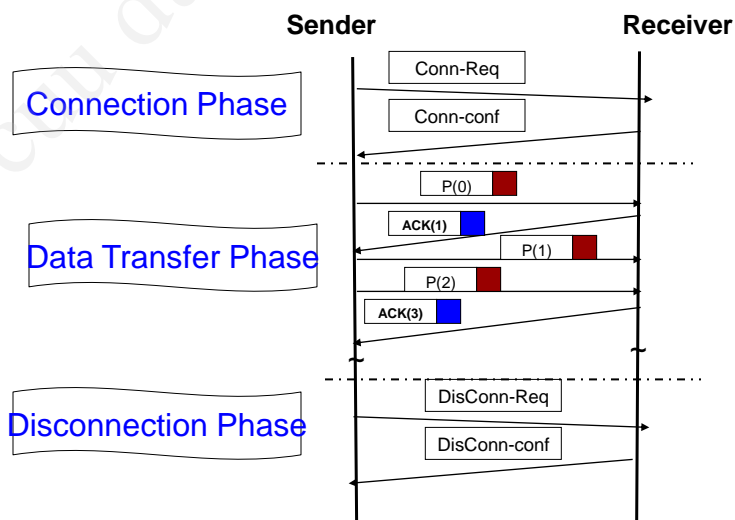 Sender
Receiver
Conn-Req
Connection Phase
Conn-conf
P(0)
ACK(1)
P(1)
Data Transfer Phase
P(2)
ACK(3)
~
~
DisConn-Req
Disconnection Phase
DisConn-conf